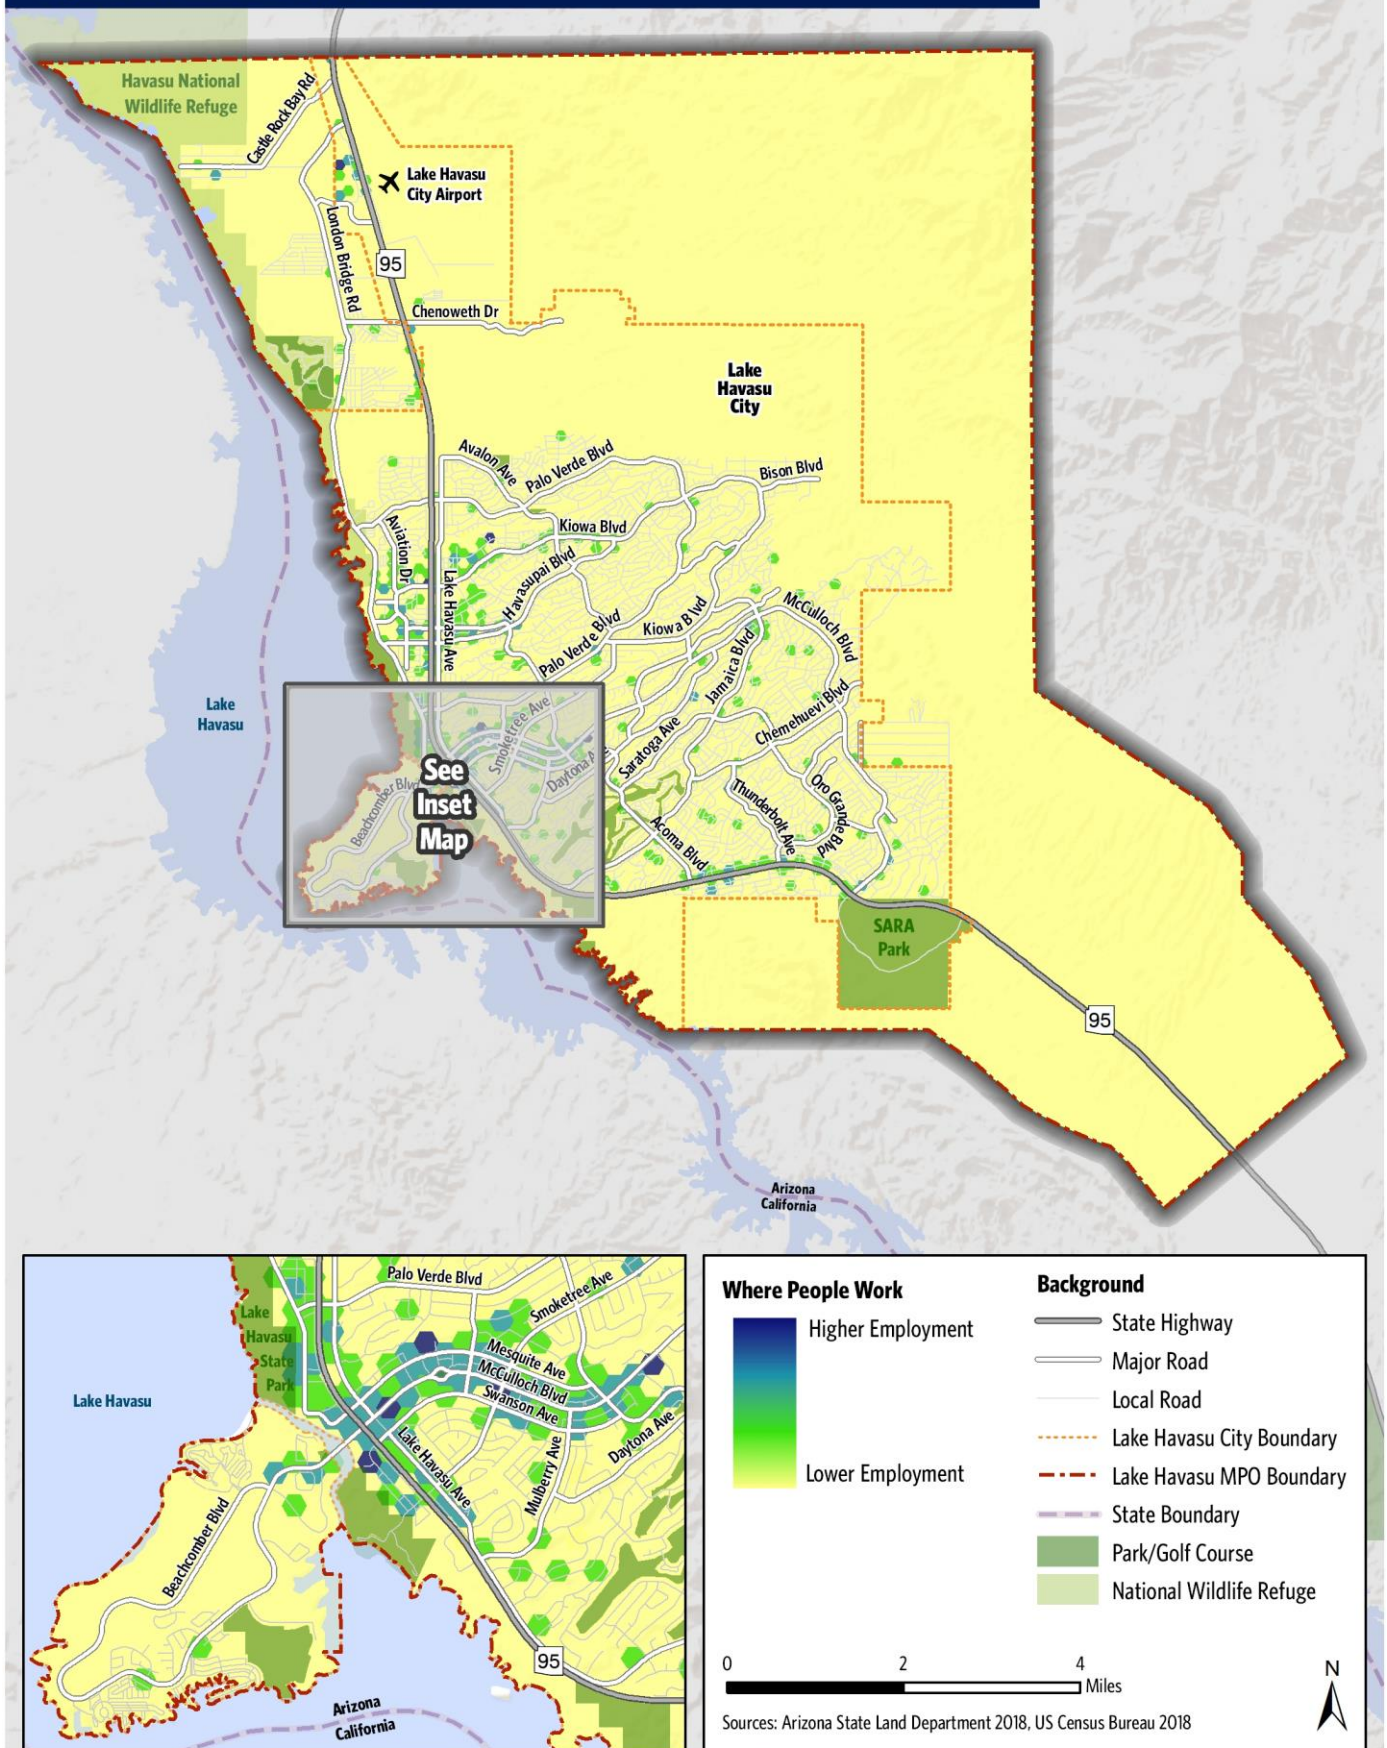 Havasu National
Wildlife Refuge
Castle Rock Bay Rd
Lake Havasu
City Airport
London Bridge Rd
95
Chenoweth Dr
Lake
Havasu
City
Avalon Ave
Palo Verde Blvd
Bison Blvd
Aviation Dr
Kiowa Blvd
Havasupai Blvd
Lake Havasu Ave
Palo Verde Blvd
Kiowa Blvd
McCulloch Blvd
Jamaica Blvd
Lake
Havasu
Chemehuevi Blvd
Smoketree Ave
Saratoga Ave
Daytona A
See
Inset
Map
Beachcomber Blvd
Thunderbolt Ave
Oro Grande Blvd
Acoma Blvd
SARA
Park
95
Arizona
California
Palo Verde Blvd
Smoketree Ave
Lake
Havasu
State
Park
Mesquite Ave
McCulloch Blvd
Swanson Ave
Lake Havasu
Lake Havasu Ave
Mulberry Ave
Daytona Ave
Beachcomber Blvd
95
Arizona
California
Where People Work
Higher Employment
Lower Employment
Background
State Highway
Major Road
Local Road
Lake Havasu City Boundary
Lake Havasu MPO Boundary
State Boundary
Park/Golf Course
National Wildlife Refuge
0 2 4
Miles
N
Sources: Arizona State Land Department 2018, US Census Bureau 2018